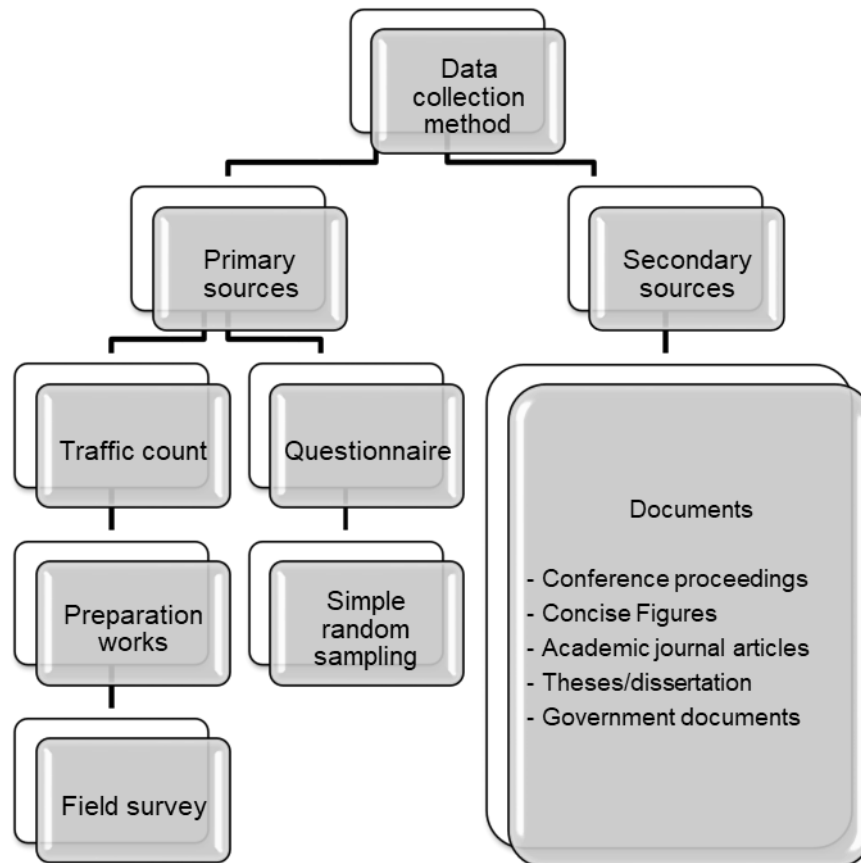 Data
collection
method
Primary
sources
Secondary
sources
Traffic count
Questionnaire
Documents
- Conference proceedings
- Concise Figures
- Academic journal articles
- Theses/dissertation
- Government documents
Preparation
works
Simple
random
sampling
Field survey